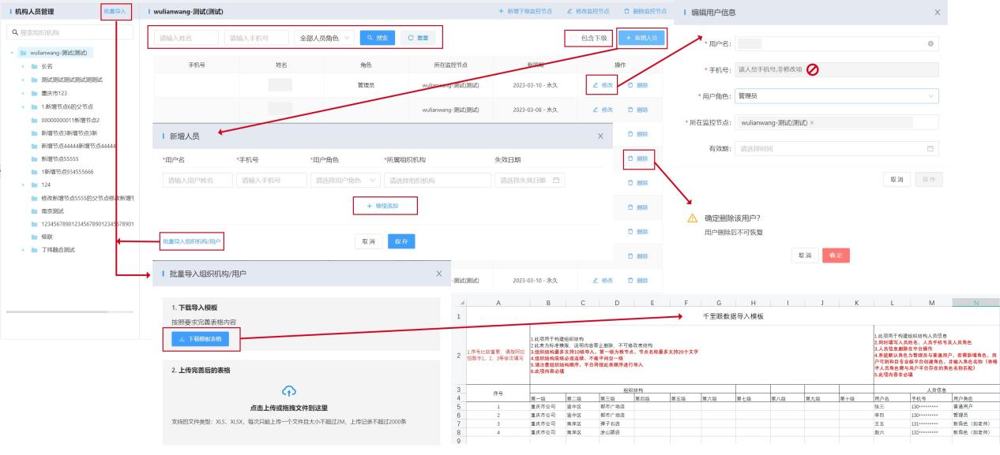 机构人员管理
批量导入
搜索组织机构
wulianwang-测试(测试)
长名
测试测试测试测试测测试
重庆市123
1.新增节点6的父节点
00000000011新增节点2
新增节点3新增节点3新
新增节点44444新增节点44444
新增节点55555
1新增节点934555666
124
修改新增节点5555的父节点修改新增节
南京测试
1234567890123456789012345678901
级联
丁玮融合测试
wulianwang-测试(测试)
+ 新增下级监控节点
修改监控节点
删除监控节点
请输入姓名
请输入手机号
全部人员角色
搜索
重置
包含下级
+ 新增人员
手机号 姓名 角色 所在监控节点 有效期 操作
管理员 wulianwang-测试(测试) 2023-03-10 - 永久 修改 删除
wulianwang-测试(测试) 2023-03-08 - 永久 修改 删除
删除
删除
删除
删除
删除
删除
-测试(测试) 2023-03-10 - 永久 修改 删除
新增人员
*用户名 *手机号 *用户角色 *所属组织机构 失效日期
请输入用户姓名 请输入手机号 请选择用户角色 请选择组织机构 请选择失效日期
+ 继续添加
批量导入组织机构/用户
取消 保存
编辑用户信息
* 用户名:
* 手机号: 该人员手机号,非修改项
* 用户角色: 管理员
* 所在监控节点: wulianwang-测试(测试) ×
有效期: 请选择时间
取消 保存
确定删除该用户?
用户删除后不可恢复
取消 确定
批量导入组织机构/用户
1. 下载导入模板
按照要求完善表格内容
下载模板表格
2. 上传完善后的表格
点击上传或拖拽文件到这里
支持的文件类型: XLS、XLSX, 每次只能上传一个文件且大小不超过2M, 上传记录不超过2000条
A B C D E F G H I J K L M N
1 千里眼数据导入模板
2
1.序号比较重要, 请按阿拉
伯数字1、2、3等依次填写
1.此项用于构建组织结构
2.此表为标准模版, 说明内容禁止删除, 不可修改表结构
3.组织结构最多支持10级导入, 第一级为根节点, 节点名称最多支持20个文字
4.组织结构层级必须连续, 不能中间空一级
5.请注意组织结构顺序, 平台将按此表顺序进行导入
6.此项内容必填
1.此项用于构建组织结构人员信息
2.同时填写人员姓名、人员手机号及人员角色
3.人员信息删除在平台操作
4.系统默认角色为管理员与普通用户, 若需新增角色, 用
户可到和目专业版平台创建角色, 并输入角色名称(表格
中人员角色需与用户平台存在的角色名称匹配)
5.此项内容非必填
3 序号 组织结构 人员信息
4 第一级 第二级 第三级 第四级 第五级 第六级 第七级 第八级 第九级 第十级 用户名 手机号 用户角色
5 1 重庆市公司 渝中区 都市广场店 张三 130********* 普通用户
6 2 重庆市公司 渝中区 都市广场店 李四 130********* 管理员
7 3 重庆市公司 南岸区 弹子石店 王五 131********* 新角色(如老师)
8 4 重庆市公司 南岸区 涂山路店 赵六 132********* 新角色(如老师)
9